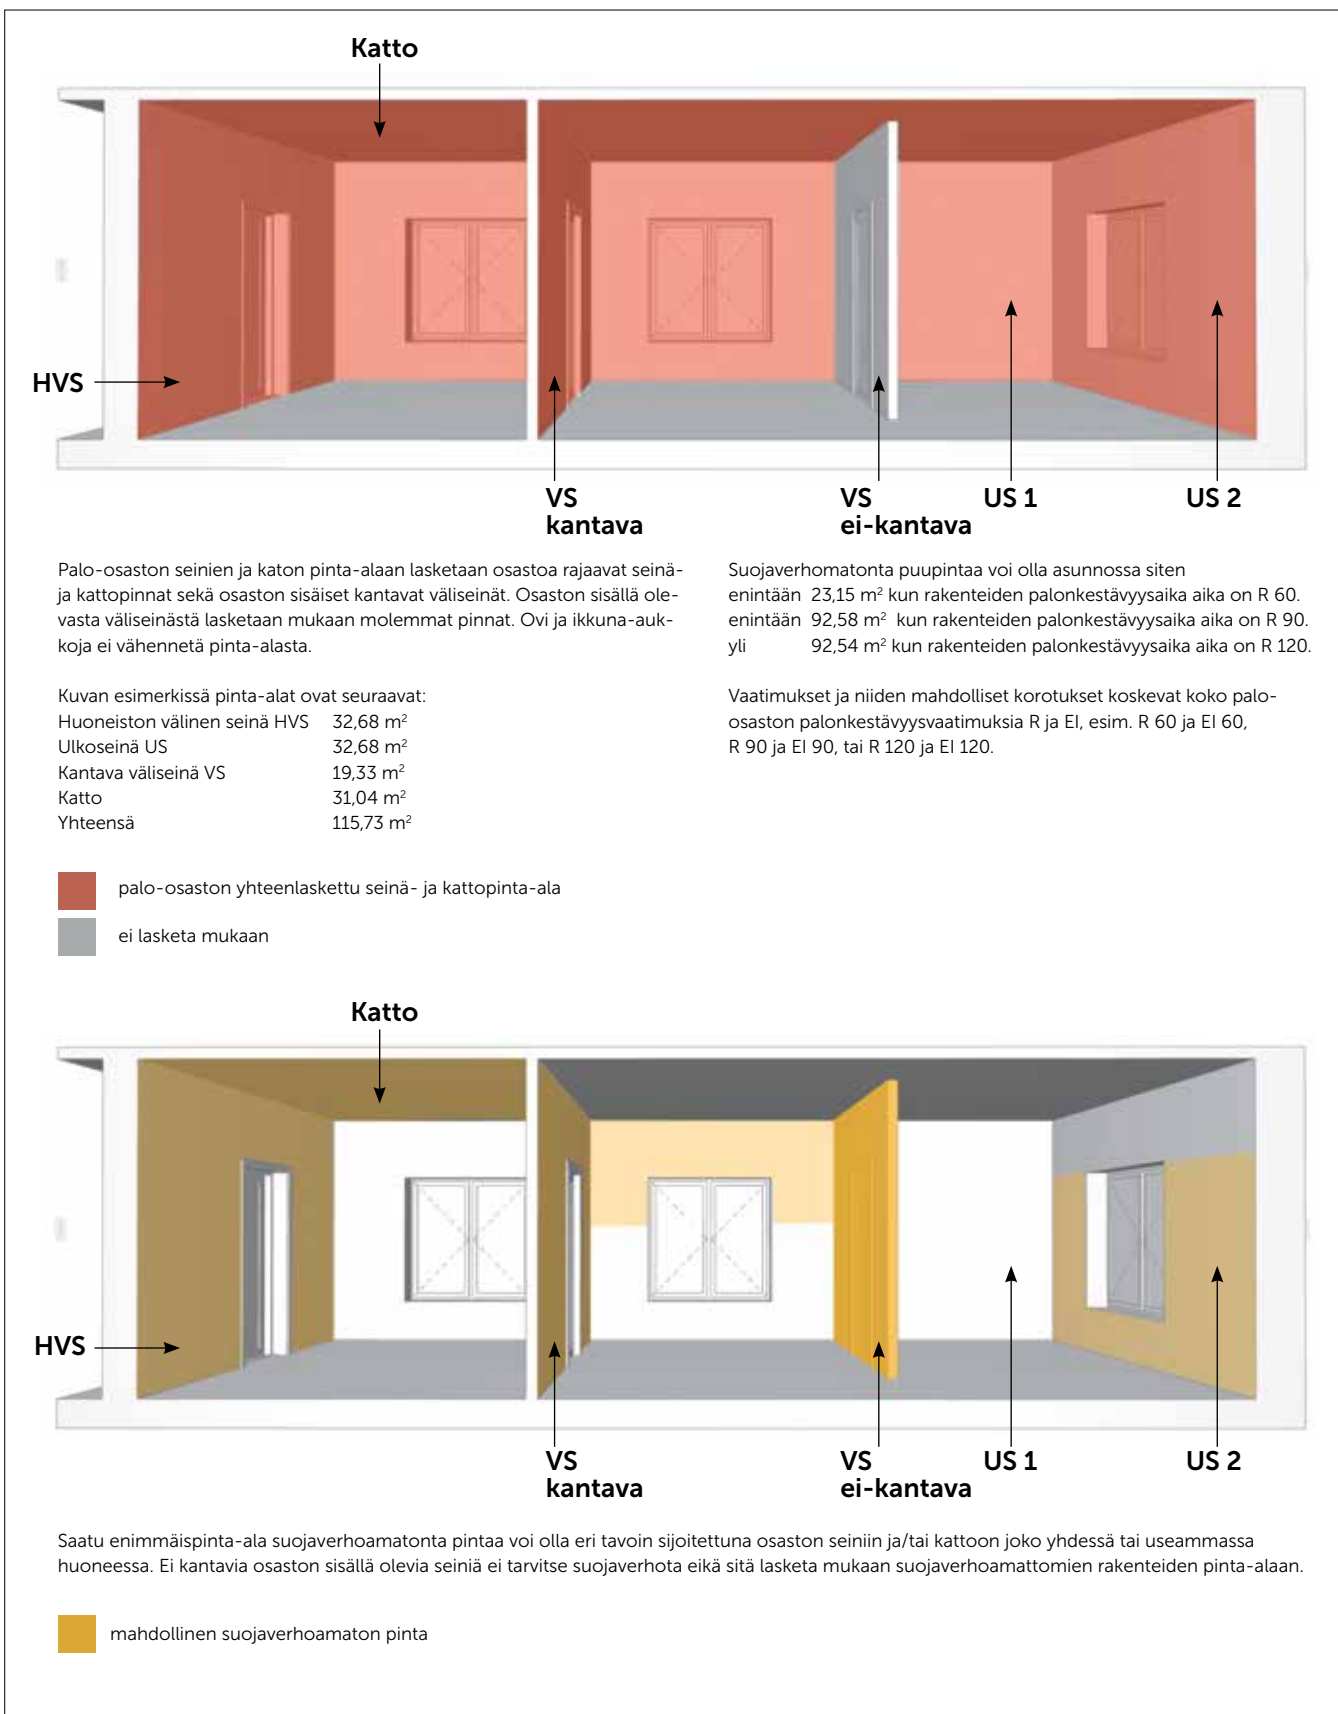 Katto
HVS
VS
kantava
VS
ei-kantava
US 1
US 2
Palo-osaston seinien ja katon pinta-alaan lasketaan osastoa rajaavat seinä-
ja kattopinnat sekä osaston sisäiset kantavat väliseinät. Osaston sisällä ole-
vasta väliseinästä lasketaan mukaan molemmat pinnat. Ovi ja ikkuna-auk-
koja ei vähennetä pinta-alasta.
Kuvan esimerkissä pinta-alat ovat seuraavat:
Huoneiston välinen seinä HVS 32,68 m²
Ulkoseinä US 32,68 m²
Kantava väliseinä VS 19,33 m²
Katto 31,04 m²
Yhteensä 115,73 m²
Suojaverhomatonta puupintaa voi olla asunnossa siten
enintään 23,15 m² kun rakenteiden palonkestävyysaika aika on R 60.
enintään 92,58 m² kun rakenteiden palonkestävyysaika aika on R 90.
yli 92,54 m² kun rakenteiden palonkestävyysaika aika on R 120.
Vaatimukset ja niiden mahdolliset korotukset koskevat koko palo-
osaston palonkestävyysvaatimuksia R ja EI, esim. R 60 ja EI 60,
R 90 ja EI 90, tai R 120 ja EI 120.
palo-osaston yhteenlaskettu seinä- ja kattopinta-ala
ei lasketa mukaan
Katto
HVS
VS
kantava
VS
ei-kantava
US 1
US 2
Saatu enimmäispinta-ala suojaverhoamatonta pintaa voi olla eri tavoin sijoitettuna osaston seiniin ja/tai kattoon joko yhdessä tai useammassa
huoneessa. Ei kantavia osaston sisällä olevia seiniä ei tarvitse suojaverhota eikä sitä lasketa mukaan suojaverhoamattomien rakenteiden pinta-alaan.
mahdollinen suojaverhoamaton pinta